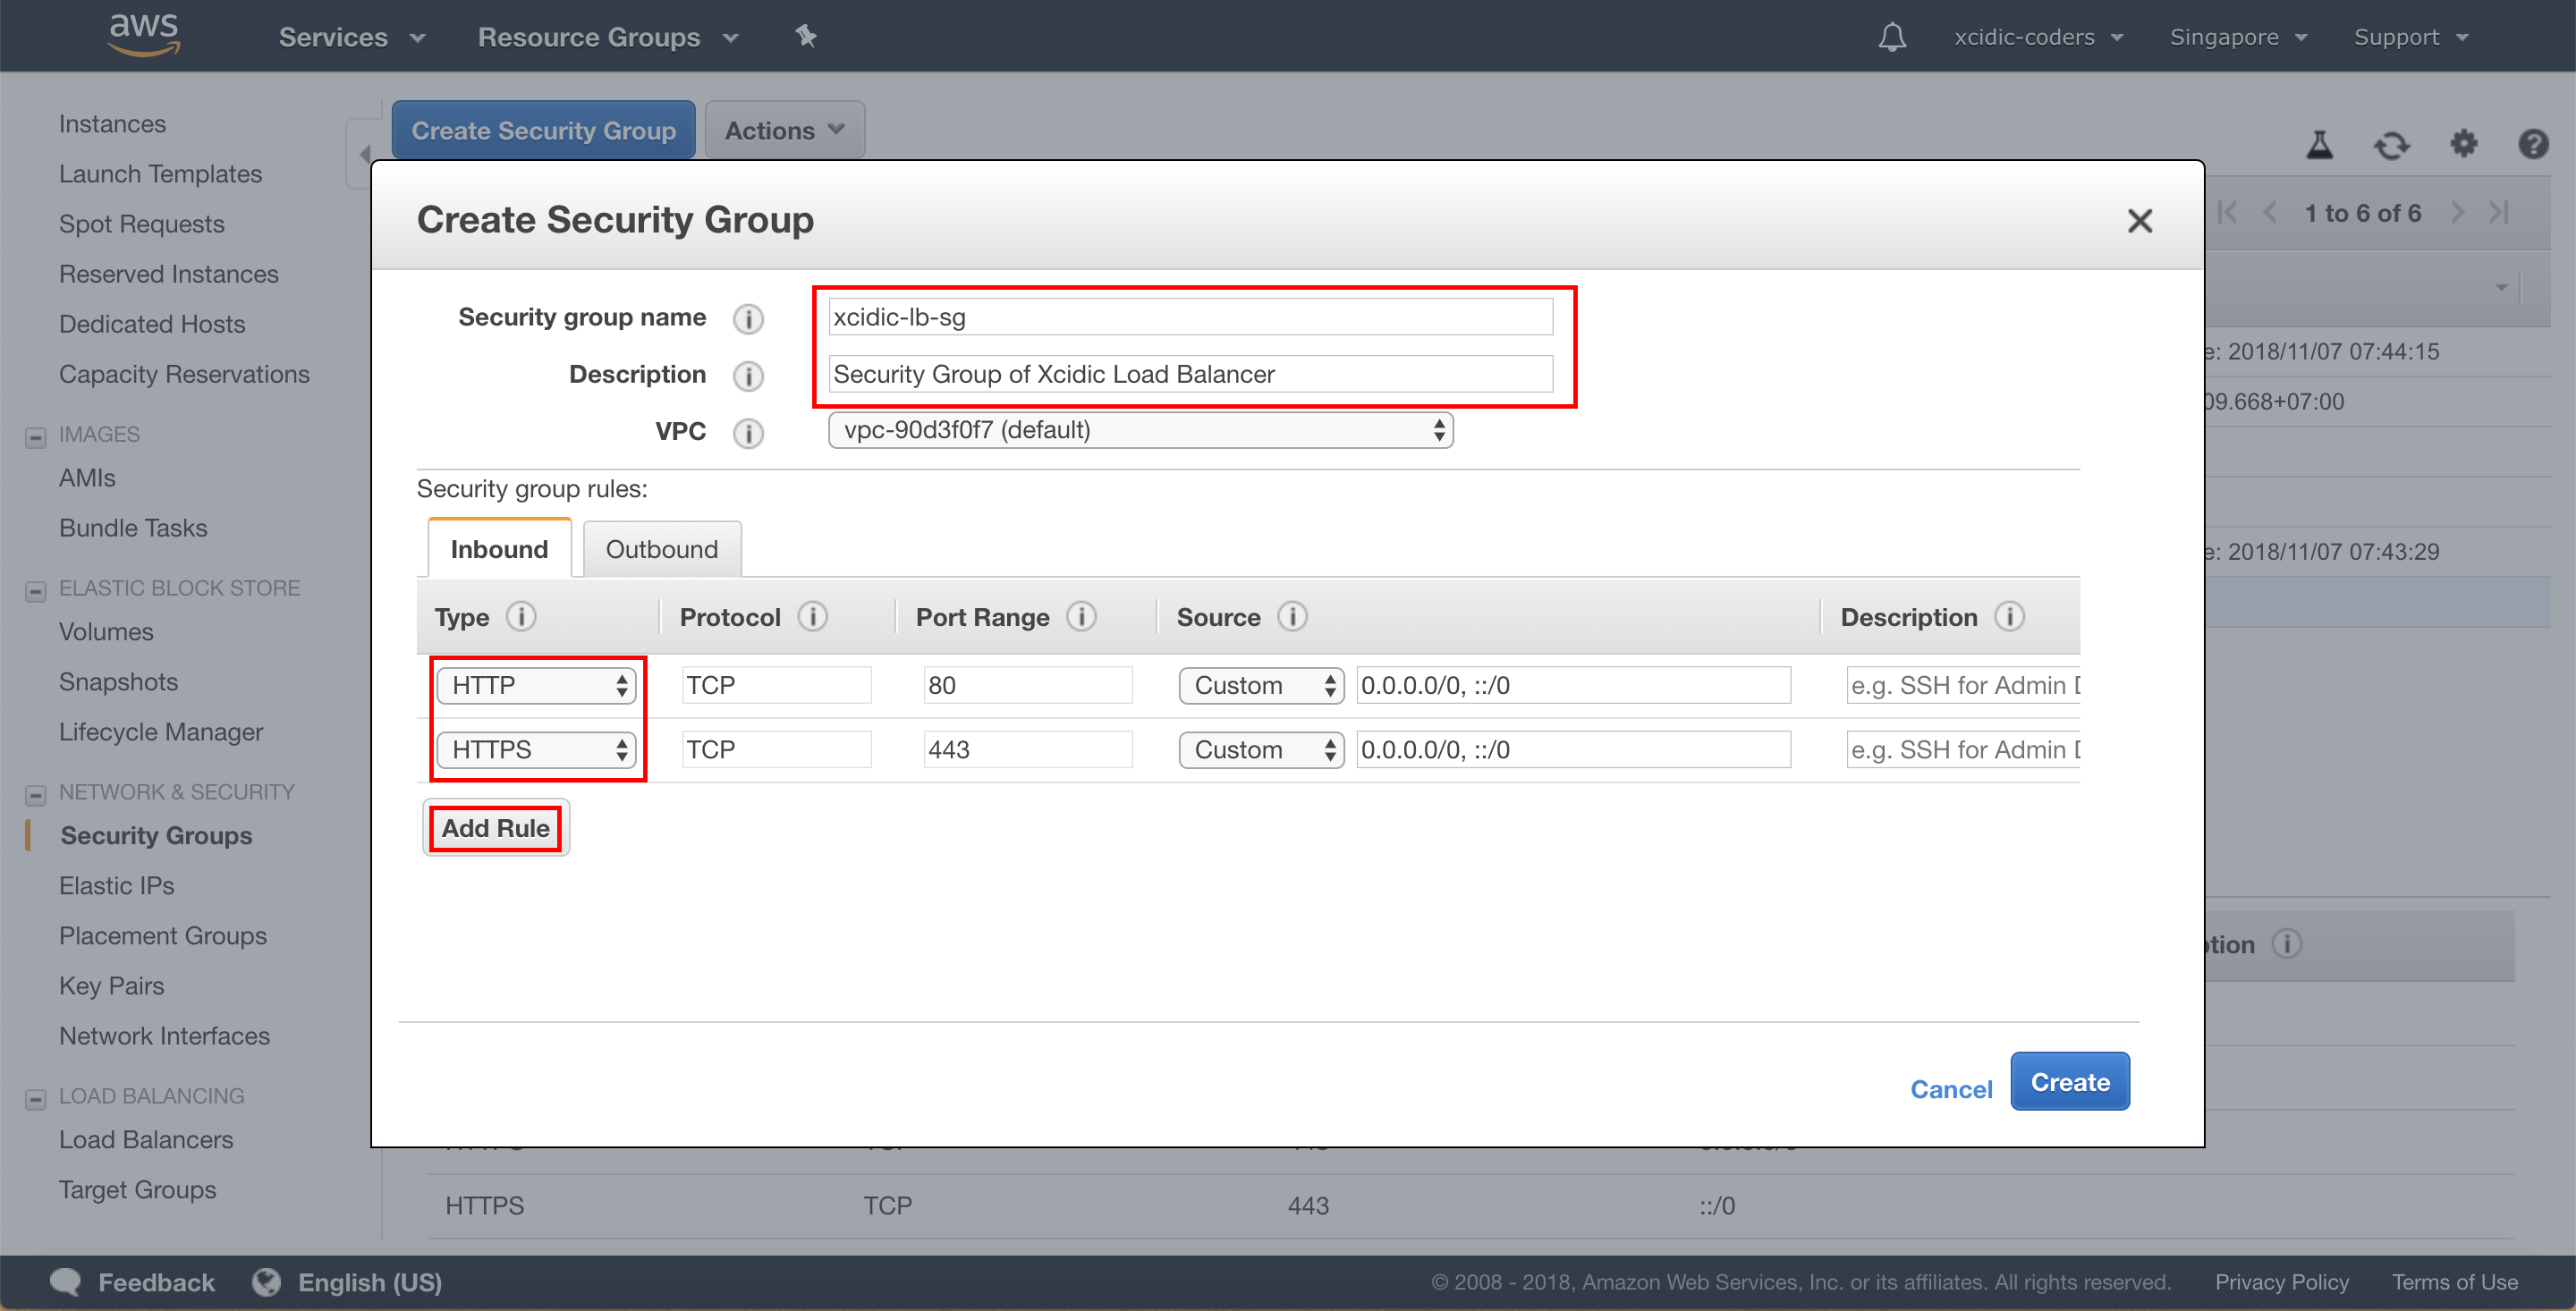 aws
Services
Resource Groups
xcidic-coders
Singapore
Support
Instances
Launch Templates
Spot Requests
Reserved Instances
Dedicated Hosts
Capacity Reservations
IMAGES
AMIs
Bundle Tasks
ELASTIC BLOCK STORE
Volumes
Snapshots
Lifecycle Manager
NETWORK & SECURITY
Security Groups
Elastic IPs
Placement Groups
Key Pairs
Network Interfaces
LOAD BALANCING
Load Balancers
Target Groups
Create Security Group
Actions
1 to 6 of 6
e: 2018/11/07 07:44:15
09.668+07:00
e: 2018/11/07 07:43:29
Create Security Group
Security group name
xcidic-lb-sg
Description
Security Group of Xcidic Load Balancer
VPC
vpc-90d3f0f7 (default)
Security group rules:
Inbound
Outbound
Type
Protocol
Port Range
Source
Description
HTTP
TCP
80
Custom
0.0.0.0/0, ::/0
e.g. SSH for Admin D
HTTPS
TCP
443
Custom
0.0.0.0/0, ::/0
e.g. SSH for Admin D
Add Rule
Cancel
Create
ption
HTTPS
TCP
443
::/0
Feedback
English (US)
© 2008 - 2018, Amazon Web Services, Inc. or its affiliates. All rights reserved.
Privacy Policy
Terms of Use